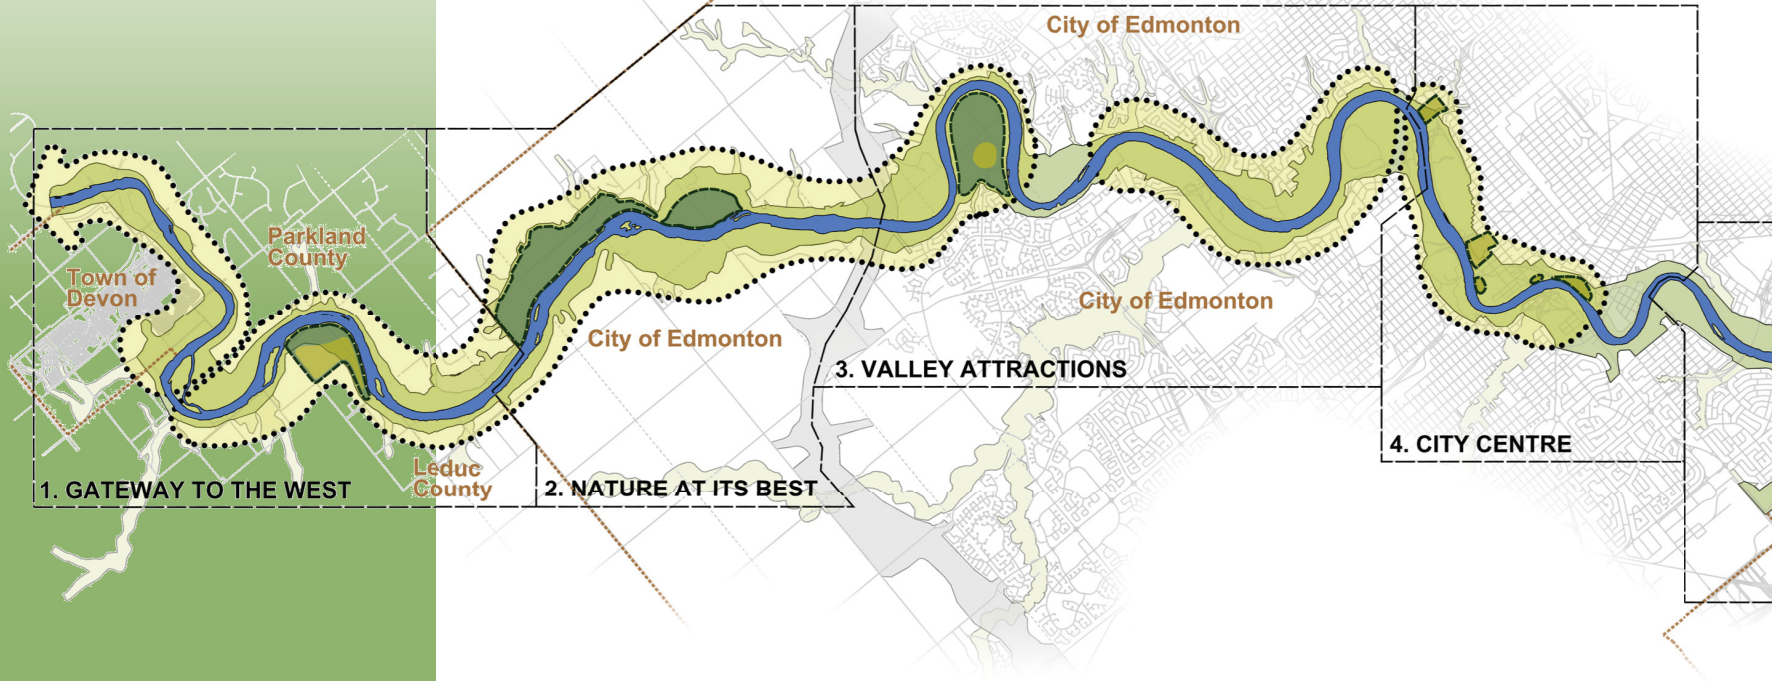 City of Edmonton
Parkland
County
Town of
Devon
City of Edmonton
City of Edmonton
3. VALLEY ATTRACTIONS
4. CITY CENTRE
Leduc
County
1. GATEWAY TO THE WEST
2. NATURE AT ITS BEST